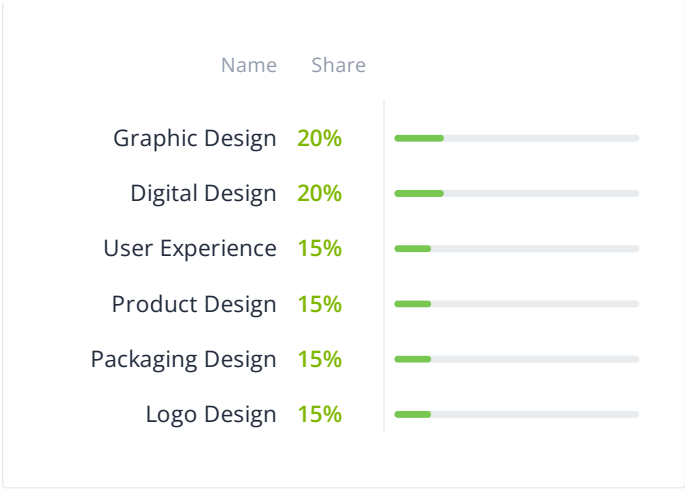 Name Share
Graphic Design 20%
Digital Design 20%
User Experience 15%
Product Design 15%
Packaging Design 15%
Logo Design 15%